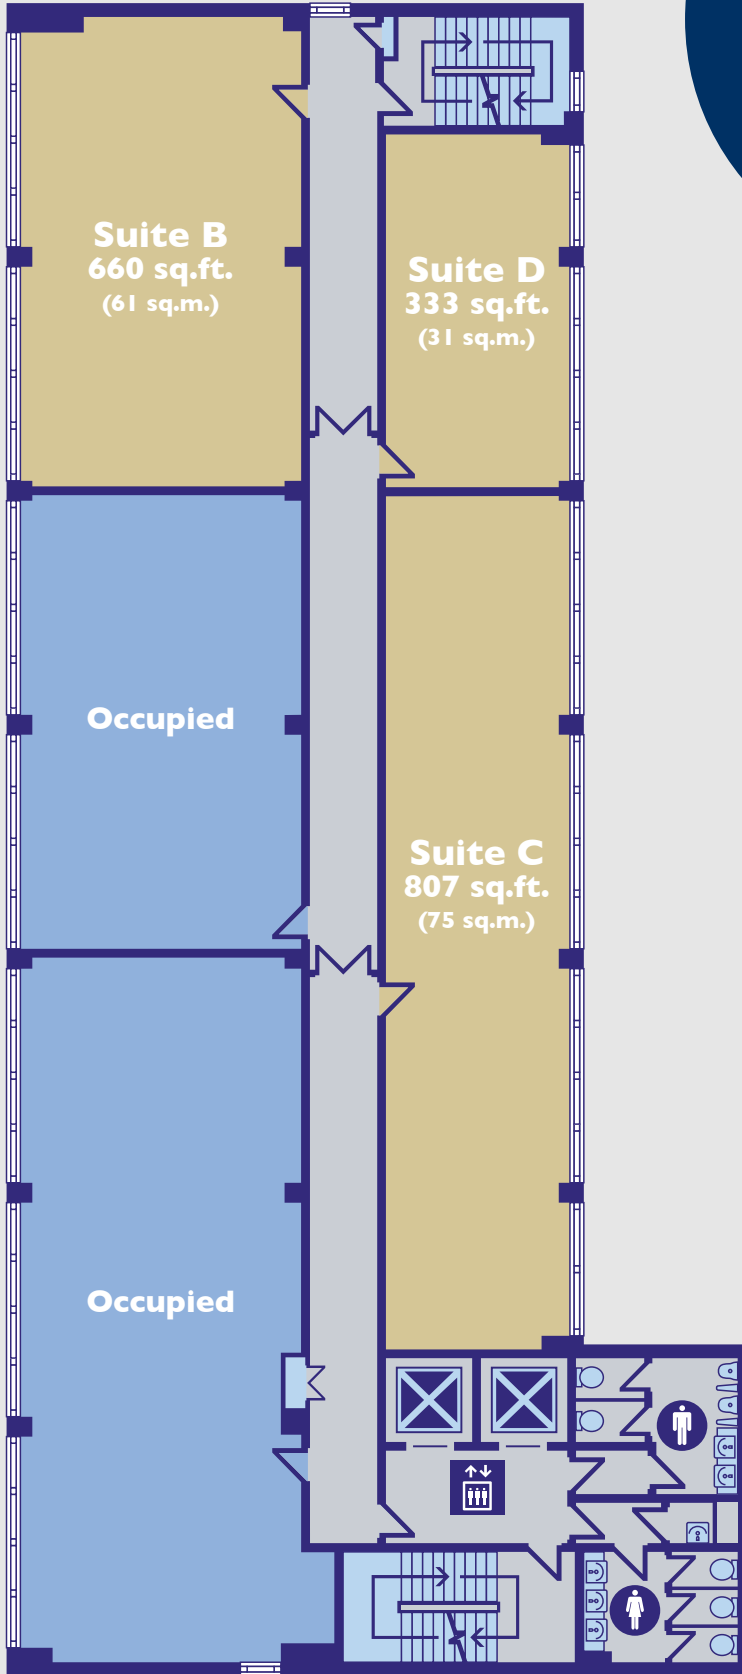 Suite B
660 sq.ft.
(61 sq.m.)
Suite D
333 sq.ft.
(31 sq.m.)
Occupied
Suite C
807 sq.ft.
(75 sq.m.)
Occupied